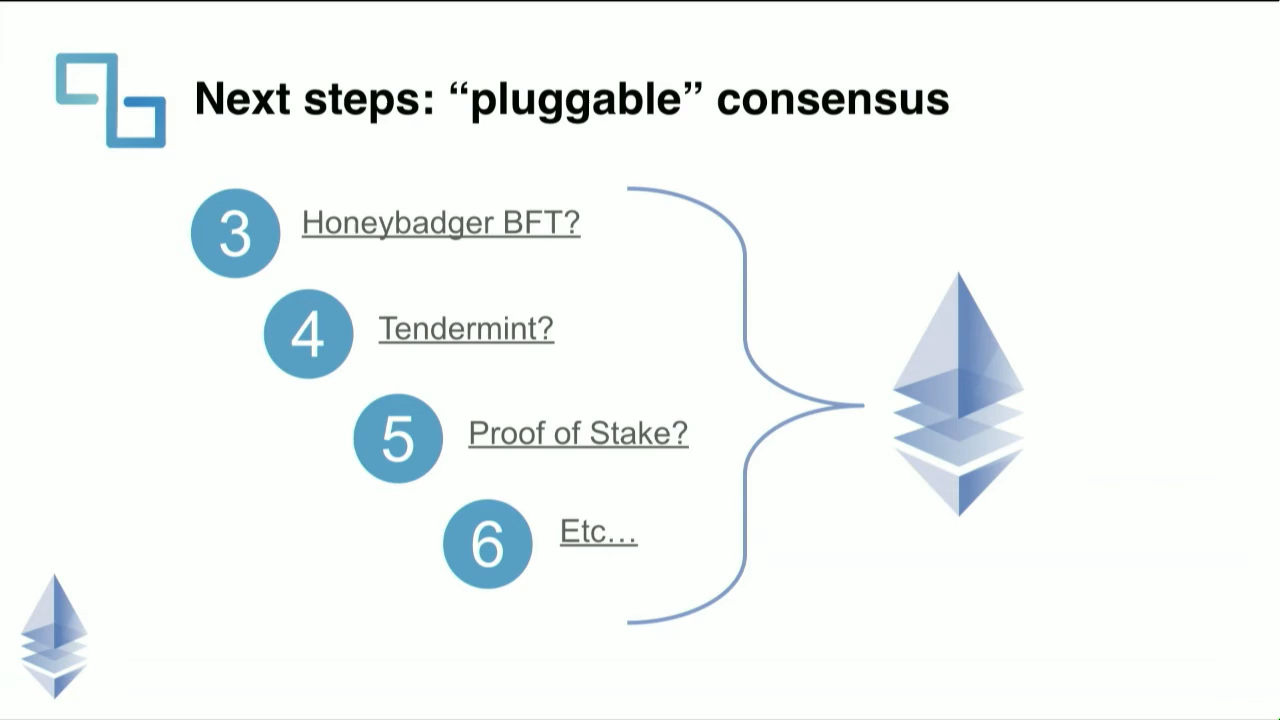 Next steps: “pluggable” consensus
3 Honeybadger BFT?
4 Tendermint?
5 Proof of Stake?
6 Etc...